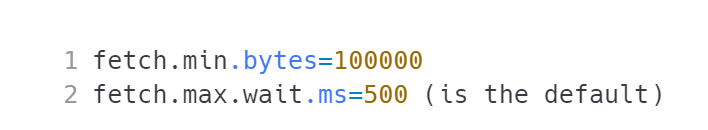 1 fetch.min.bytes=100000
2 fetch.max.wait.ms=500 (is the default)